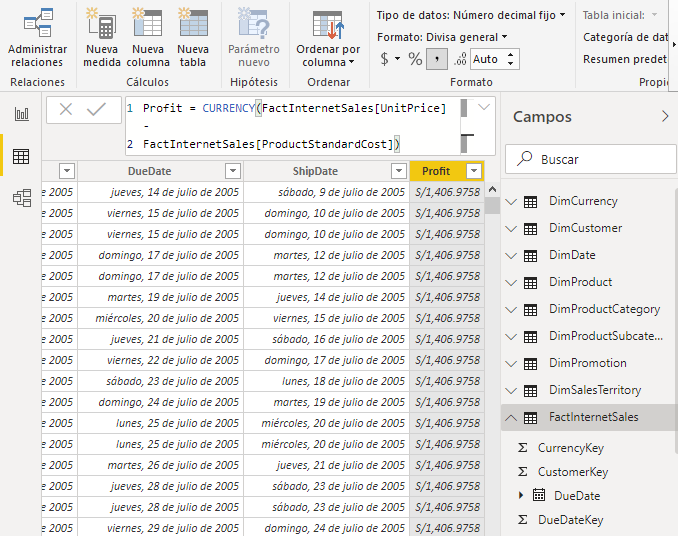 Administrar relaciones
Relaciones
Nueva medida
Nueva columna
Nueva tabla
Cálculos
Parámetro nuevo
Hipótesis
Ordenar por columna
Ordenar
Tipo de datos: Número decimal fijo
Formato: Divisa general
$ % , .00 Auto
Formato
Tabla inicial:
Categoría de dat
Resumen predet
Propie
1 Profit = CURRENCY(FactInternetSales[UnitPrice]
-
2 FactInternetSales[ProductStandardCost])
DueDate ShipDate Profit
e 2005 jueves, 14 de julio de 2005 sábado, 9 de julio de 2005 S/1,406.9758
e 2005 viernes, 15 de julio de 2005 domingo, 10 de julio de 2005 S/1,406.9758
e 2005 viernes, 15 de julio de 2005 domingo, 10 de julio de 2005 S/1,406.9758
e 2005 domingo, 17 de julio de 2005 martes, 12 de julio de 2005 S/1,406.9758
e 2005 domingo, 17 de julio de 2005 martes, 12 de julio de 2005 S/1,406.9758
e 2005 martes, 19 de julio de 2005 jueves, 14 de julio de 2005 S/1,406.9758
e 2005 miércoles, 20 de julio de 2005 viernes, 15 de julio de 2005 S/1,406.9758
e 2005 jueves, 21 de julio de 2005 sábado, 16 de julio de 2005 S/1,406.9758
e 2005 viernes, 22 de julio de 2005 domingo, 17 de julio de 2005 S/1,406.9758
e 2005 sábado, 23 de julio de 2005 lunes, 18 de julio de 2005 S/1,406.9758
e 2005 domingo, 24 de julio de 2005 martes, 19 de julio de 2005 S/1,406.9758
e 2005 lunes, 25 de julio de 2005 miércoles, 20 de julio de 2005 S/1,406.9758
e 2005 lunes, 25 de julio de 2005 miércoles, 20 de julio de 2005 S/1,406.9758
e 2005 martes, 26 de julio de 2005 jueves, 21 de julio de 2005 S/1,406.9758
e 2005 jueves, 28 de julio de 2005 sábado, 23 de julio de 2005 S/1,406.9758
e 2005 jueves, 28 de julio de 2005 sábado, 23 de julio de 2005 S/1,406.9758
e 2005 viernes, 29 de julio de 2005 domingo, 24 de julio de 2005 S/1,406.9758
Campos
Buscar
DimCurrency
DimCustomer
DimDate
DimProduct
DimProductCategory
DimProductSubcate...
DimPromotion
DimSalesTerritory
FactInternetSales
Σ CurrencyKey
Σ CustomerKey
DueDate
Σ DueDateKey